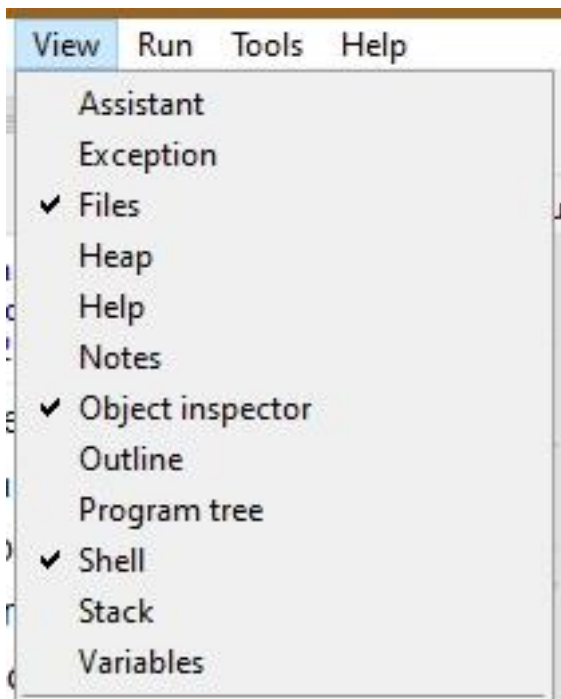 View Run Tools Help
Assistant
Exception
Files
Heap
Help
Notes
Object inspector
Outline
Program tree
Shell
Stack
Variables